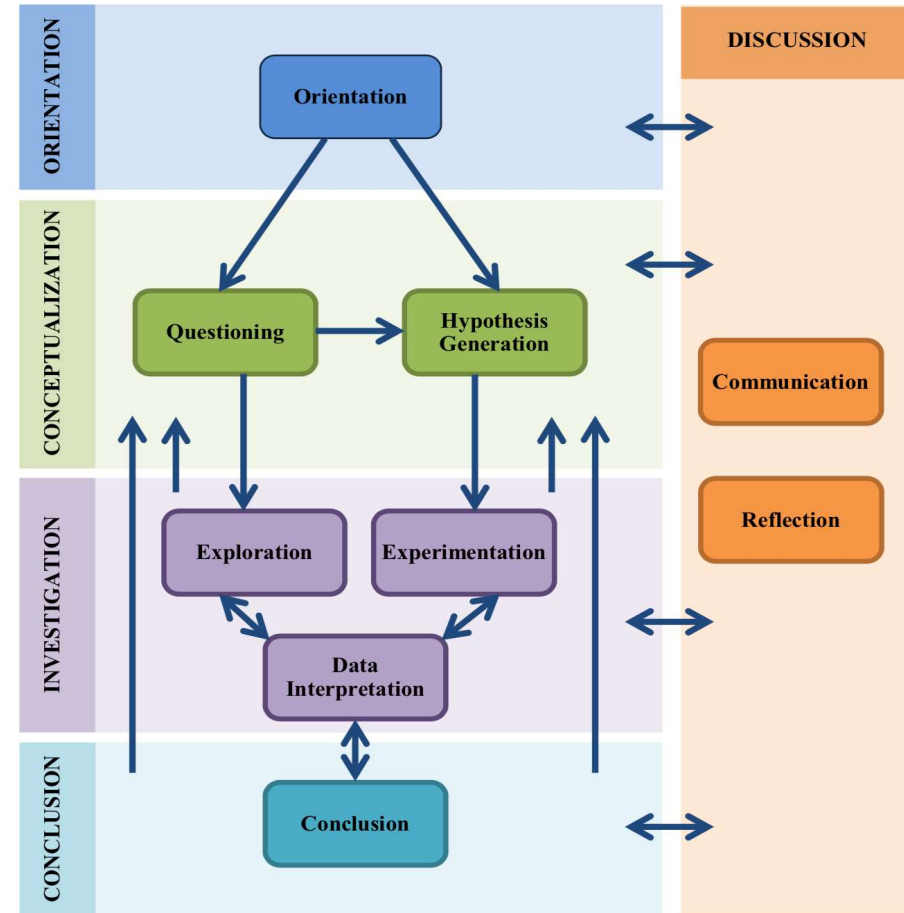 ORIENTATION
Orientation
CONCEPTUALIZATION
Questioning
Hypothesis
Generation
INVESTIGATION
Exploration
Experimentation
Data
Interpretation
CONCLUSION
Conclusion
DISCUSSION
Communication
Reflection